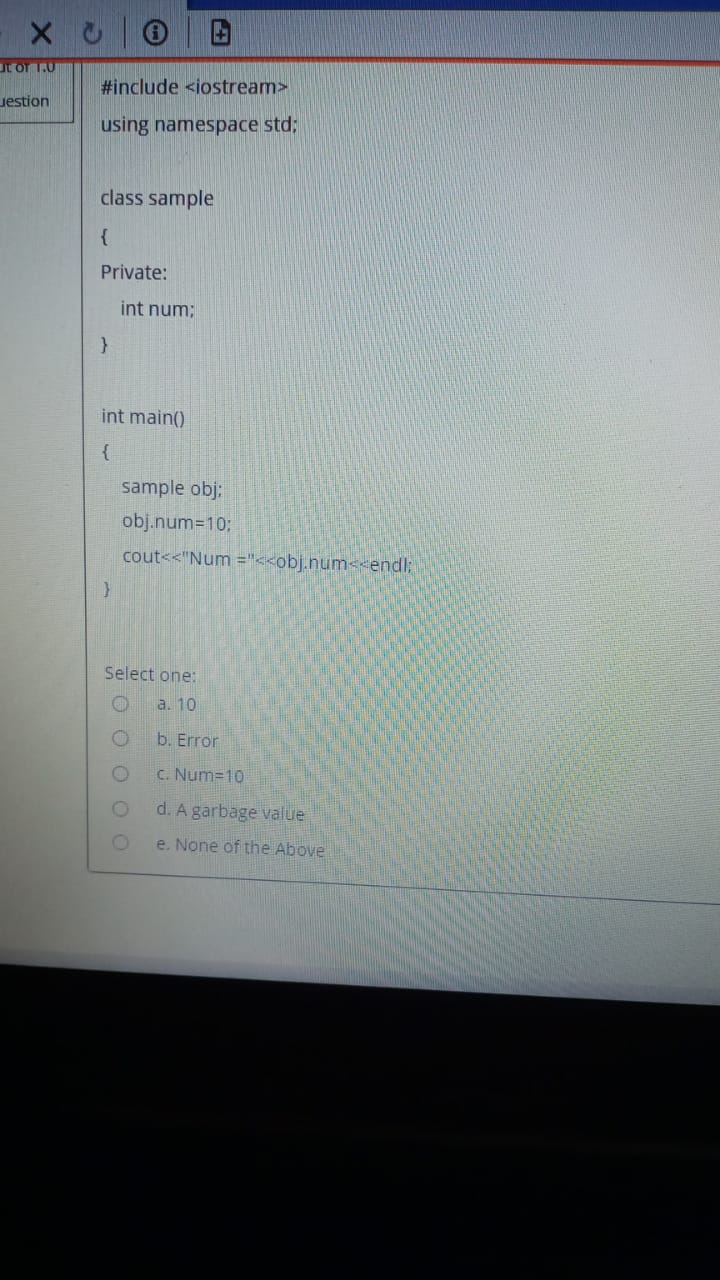 ut of 1.0
uestion
#include <iostream>
using namespace std;
class sample
{
Private:
int num;
}
int main()
{
sample obj;
obj.num=10;
cout<<"Num ="<<obj.num<<endl;
}
Select one:
a. 10
b. Error
c. Num=10
d. A garbage value
e. None of the Above